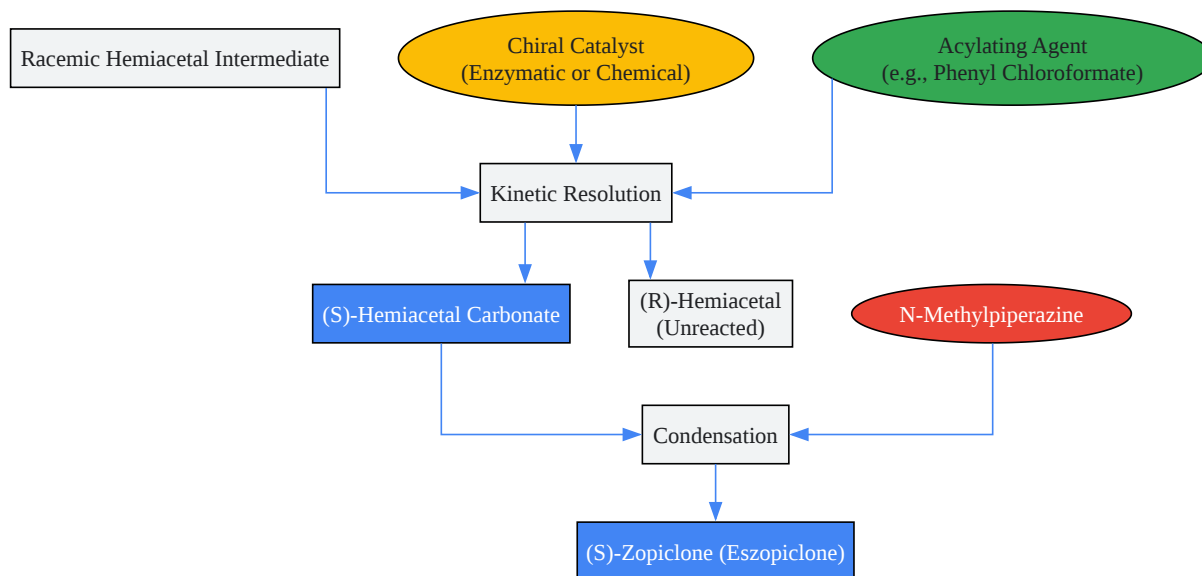 Racemic Hemiacetal Intermediate
Chiral Catalyst
(Enzymatic or Chemical)
Acylating Agent
(e.g., Phenyl Chloroformate)
Kinetic Resolution
(S)-Hemiacetal Carbonate
(R)-Hemiacetal
(Unreacted)
N-Methylpiperazine
Condensation
(S)-Zopiclone (Eszopiclone)